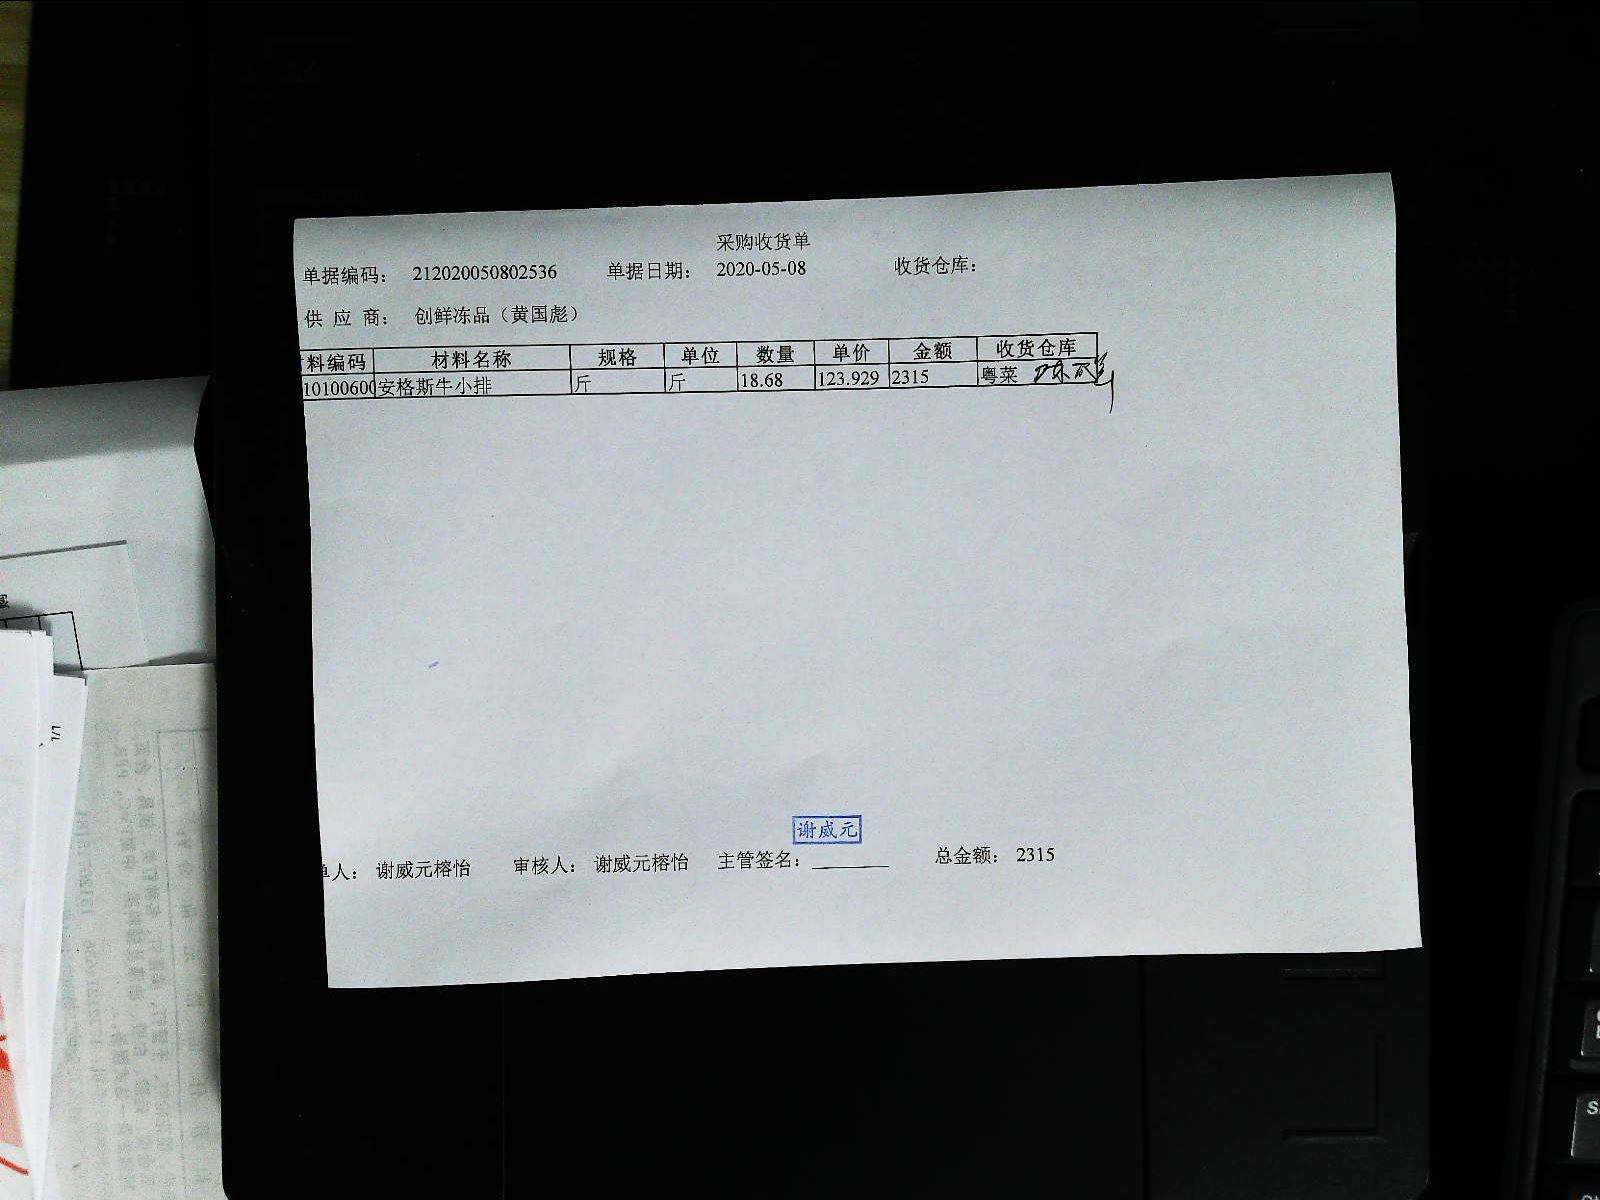 采购收货单
单据编码： 212020050802536 单据日期： 2020-05-08 收货仓库：
供 应 商： 创鲜冻品（黄国彪）
料编码 材料名称 规格 单位 数量 单价 金额 收货仓库
10100600 安格斯牛小排 斤 斤 18.68 123.929 2315 粤菜
谢威元
单人： 谢威元榕怡 审核人： 谢威元榕怡 主管签名： 总金额： 2315